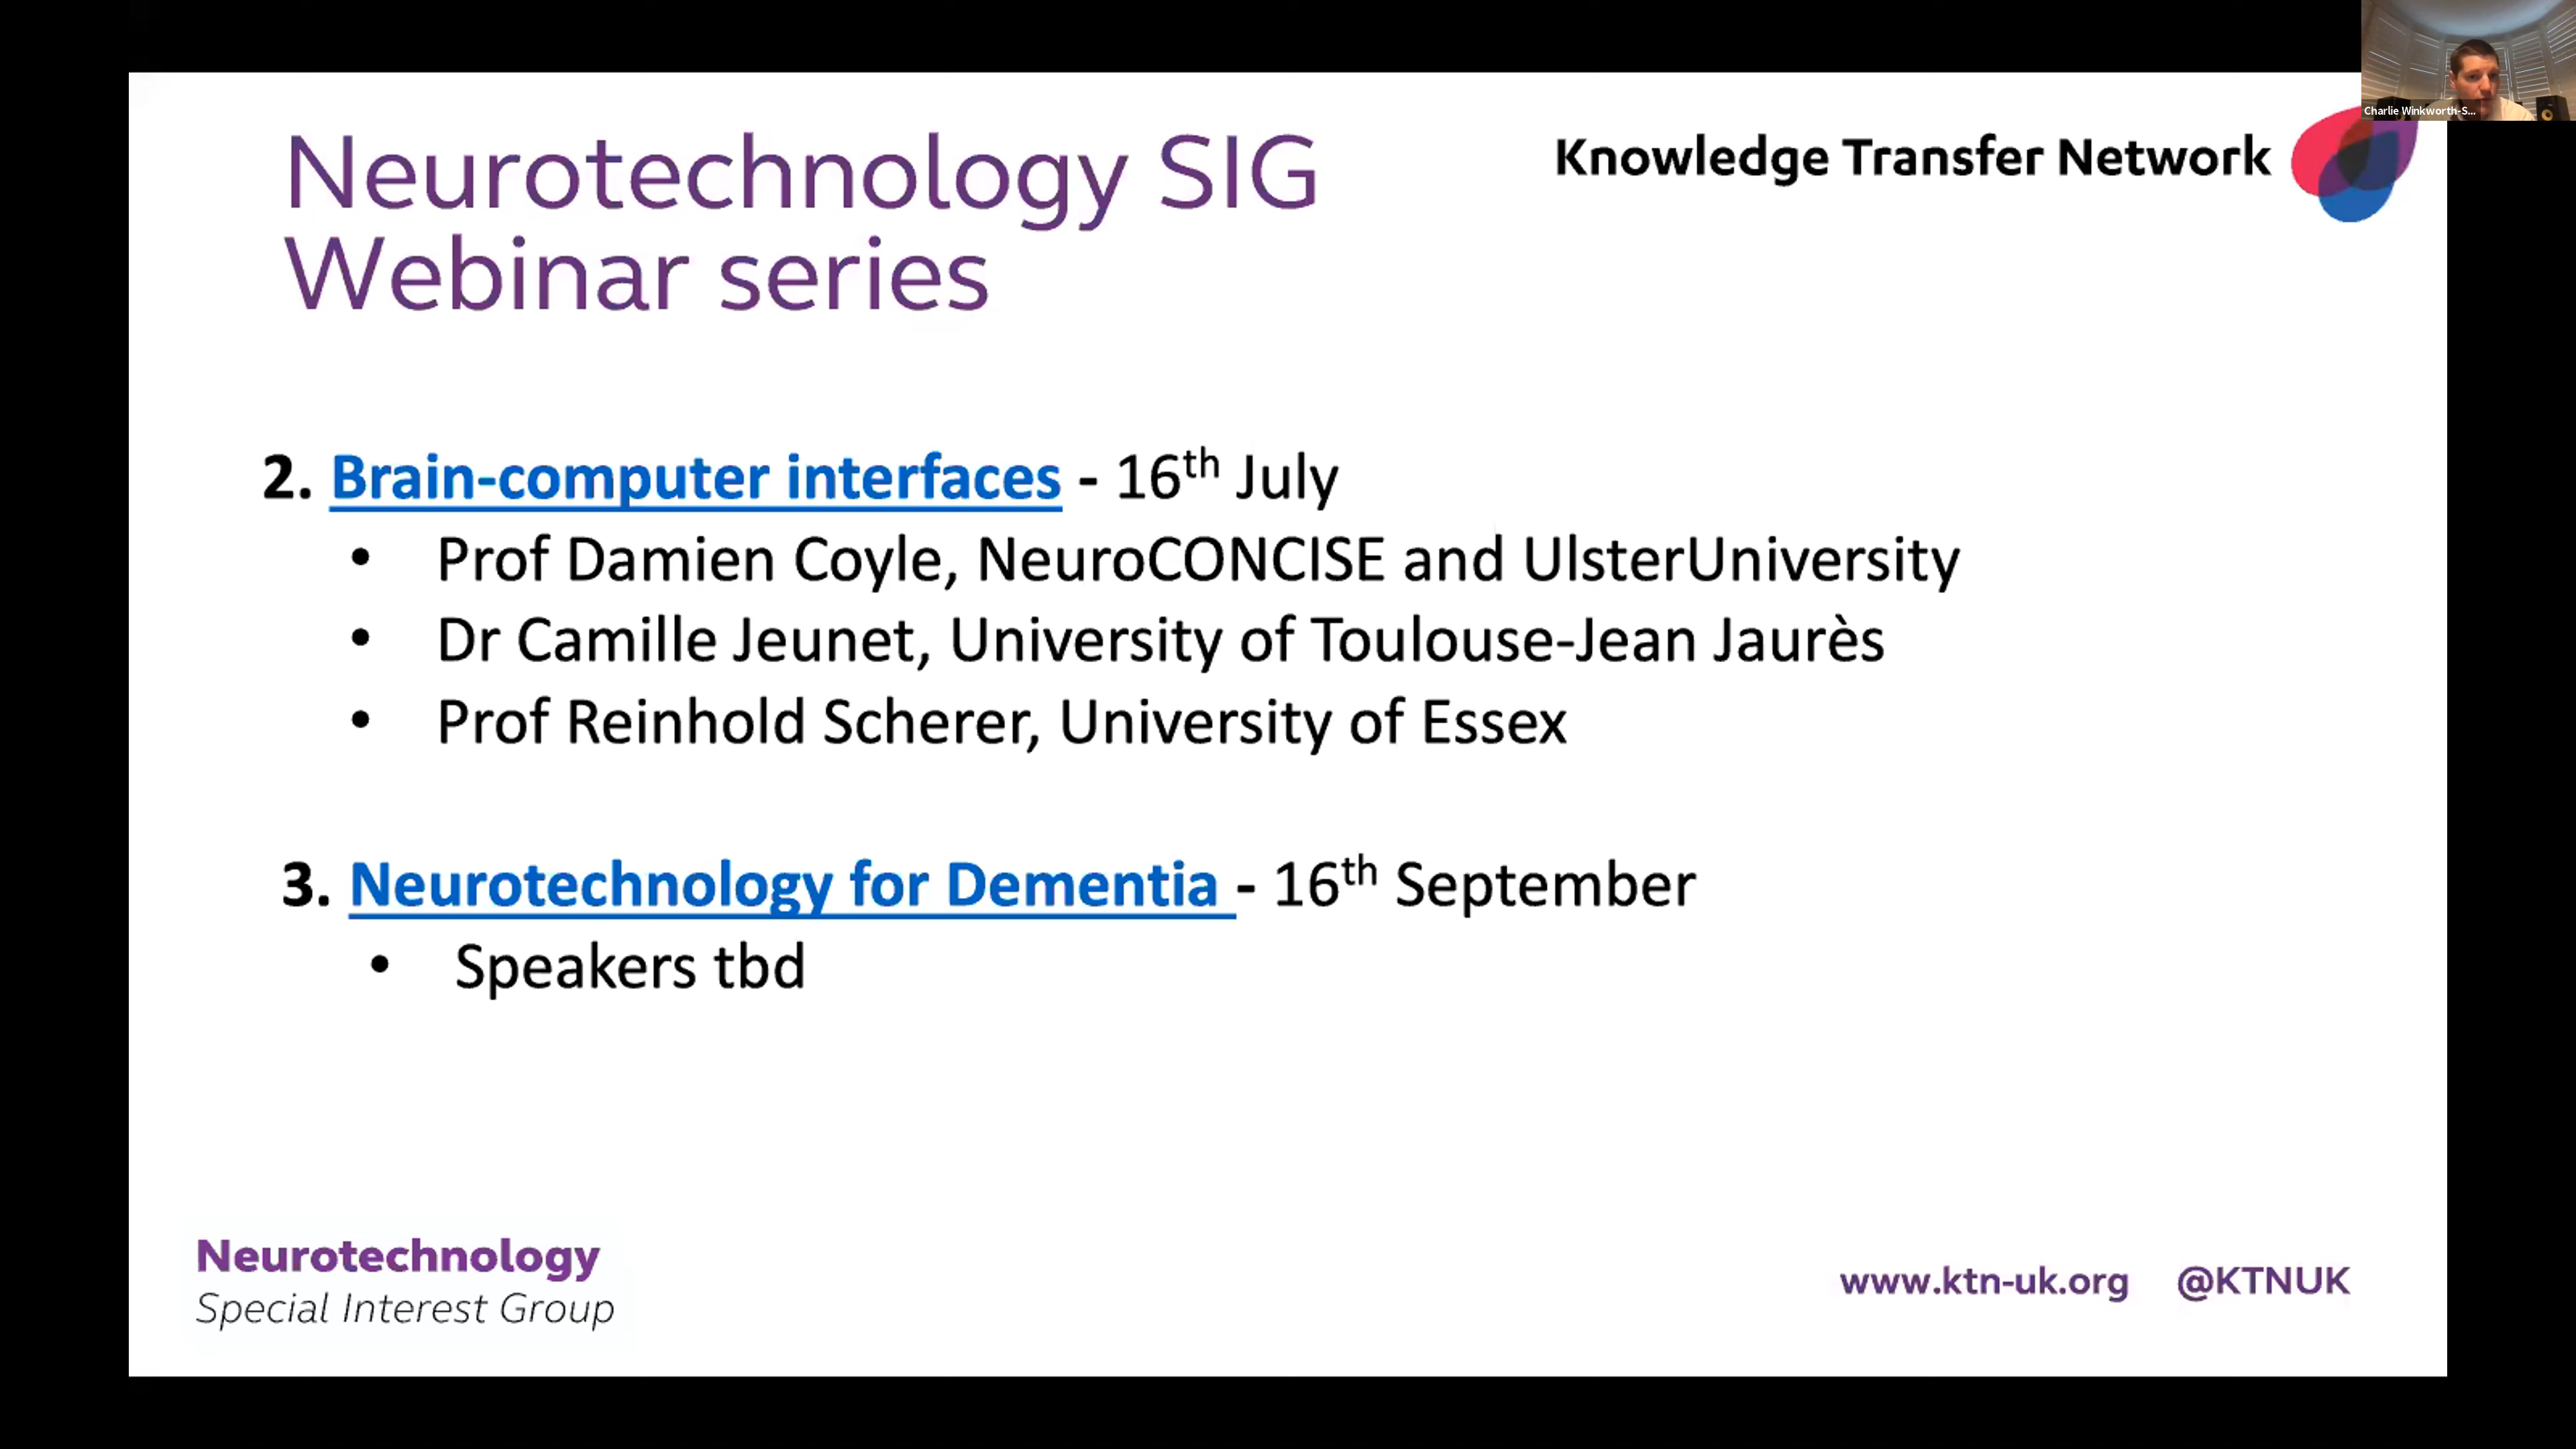 Charlie Winkworth-S...
Knowledge Transfer Network
Neurotechnology SIG
Webinar series
2. Brain-computer interfaces - 16th July
• Prof Damien Coyle, NeuroCONCISE and UlsterUniversity
• Dr Camille Jeunet, University of Toulouse-Jean Jaurès
• Prof Reinhold Scherer, University of Essex
3. Neurotechnology for Dementia - 16th September
• Speakers tbd
Neurotechnology
Special Interest Group
www.ktn-uk.org @KTNUK